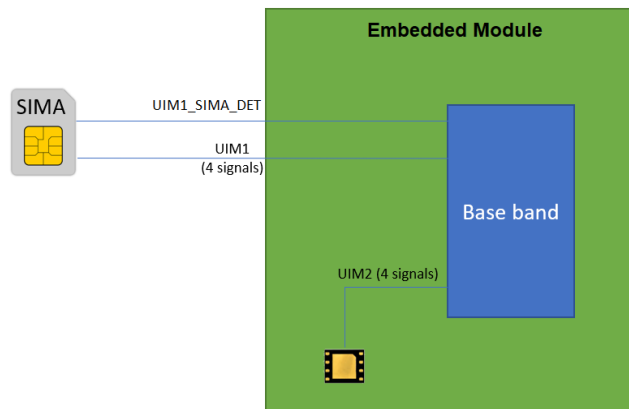 Embedded Module
SIMA
UIM1_SIMA_DET
UIM1
(4 signals)
Base band
UIM2 (4 signals)